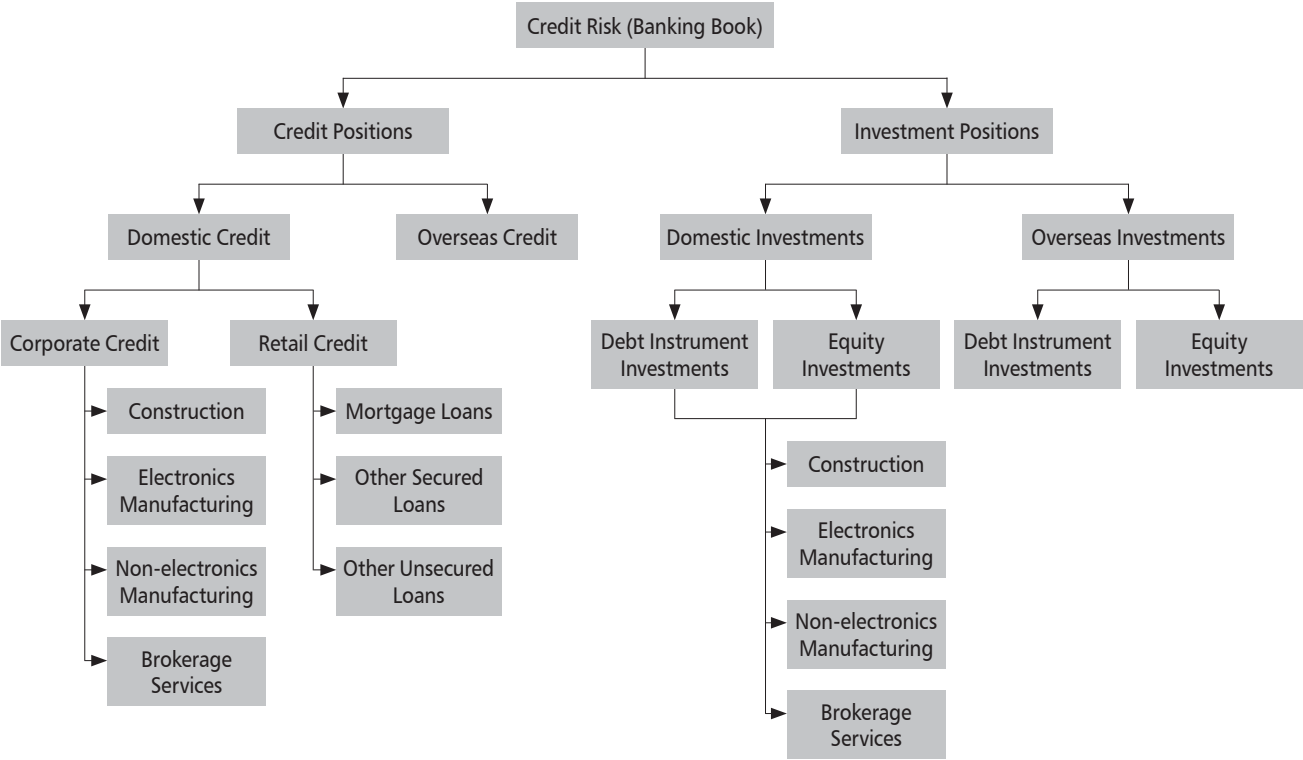 Credit Risk (Banking Book)
Credit Positions
Investment Positions
Domestic Credit
Overseas Credit
Domestic Investments
Overseas Investments
Corporate Credit
Retail Credit
Debt Instrument
Investments
Equity
Investments
Debt Instrument
Investments
Equity
Investments
Construction
Electronics
Manufacturing
Non-electronics
Manufacturing
Brokerage
Services
Mortgage Loans
Other Secured
Loans
Other Unsecured
Loans
Construction
Electronics
Manufacturing
Non-electronics
Manufacturing
Brokerage
Services